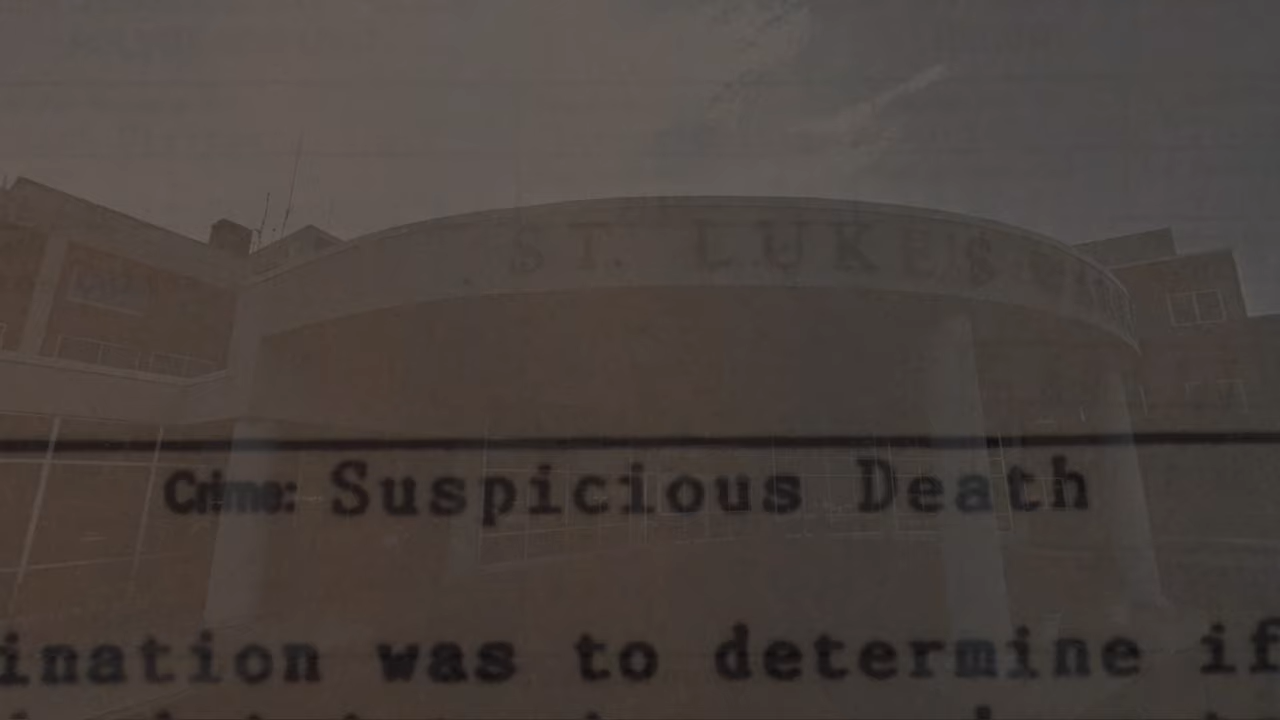 ST. LUKE'S
Crime: Suspicious Death
ination was to determine if